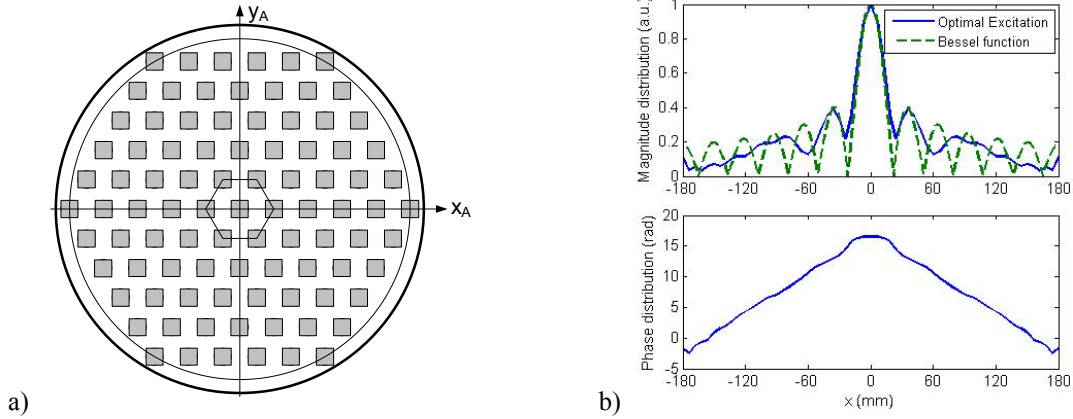 y_A
x_A
a)
Magnitude distribution (a.u.)
1
0.8
0.6
0.4
0.2
0
Optimal Excitation
Bessel function
-180 -120 -60 0 60 120 180
Phase distribution (rad)
20
15
10
5
0
-5
-180 -120 -60 0 60 120 180
x (mm)
b)